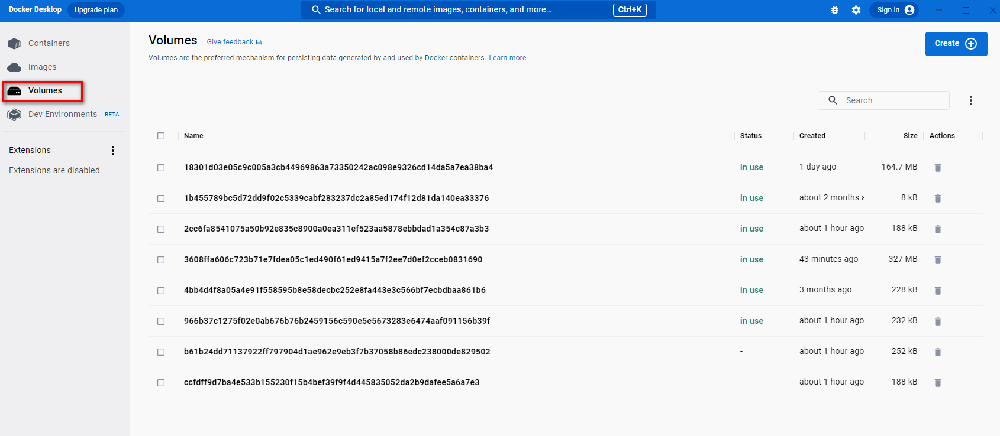 Docker Desktop Upgrade plan Search for local and remote images, containers, and more... Ctrl+K Sign in
Containers
Images
Volumes
Dev Environments BETA
Extensions
Extensions are disabled
Volumes Give feedback
Create
Volumes are the preferred mechanism for persisting data generated by and used by Docker containers. Learn more
Search
Name Status Created Size Actions
18301d03e05c9c005a3cb44969863a73350242ac098e9326cd14da5a7ea38ba4 in use 1 day ago 164.7 MB
1b455789bc5d72dd9f02c5339cabf283237dc2a85ed174f12d81da140ea33376 in use about 2 months a 8 kB
2cc6fa8541075a50b92e835c8900a0ea311ef523aa5878ebbdad1a354c87a3b3 in use about 1 hour ago 188 kB
3608ffa606c723b71e7fdea05c1ed490f61ed9415a7f2ee7d0ef2cceb0831690 in use 43 minutes ago 327 MB
4bb4d4f8a05a4e91f558595b8e58decbc252e8fa443e3c566bf7ecbdbaa861b6 in use 3 months ago 228 kB
966b37c1275f02e0ab676b76b2459156c590e5e5673283e6474aaf091156b39f in use about 1 hour ago 232 kB
b61b24dd71137922ff797904d1ae962e9eb3f7b37058b86edc238000de829502 - about 1 hour ago 252 kB
ccfdff9d7ba4e533b155230f15b4bef39f9f4d445835052da2b9dafee5a6a7e3 - about 1 hour ago 188 kB